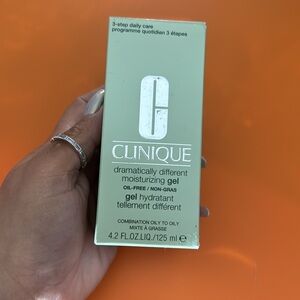 3-step daily care
programme quotidien 3 étapes
CLINIQUE
dramatically different
moisturizing gel
OIL-FREE / NON-GRAS
gel hydratant
tellement différent
COMBINATION OILY TO OILY
MIXTE À GRASSE
4.2 FL.OZ.LIQ./125 ml e